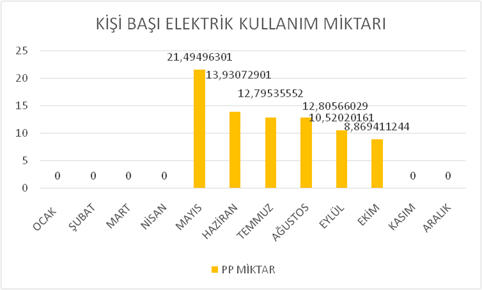 KİŞİ BAŞI ELEKTRİK KULLANIM MİKTARI
25
20
15
10
5
0
0
0
0
0
21,49496301
13,93072901
12,79535552
12,80566029
10,52020161
8,869411244
0
0
OCAK
ŞUBAT
MART
NİSAN
MAYIS
HAZİRAN
TEMMUZ
AĞUSTOS
EYLÜL
EKİM
KASIM
ARALIK
PP MİKTAR